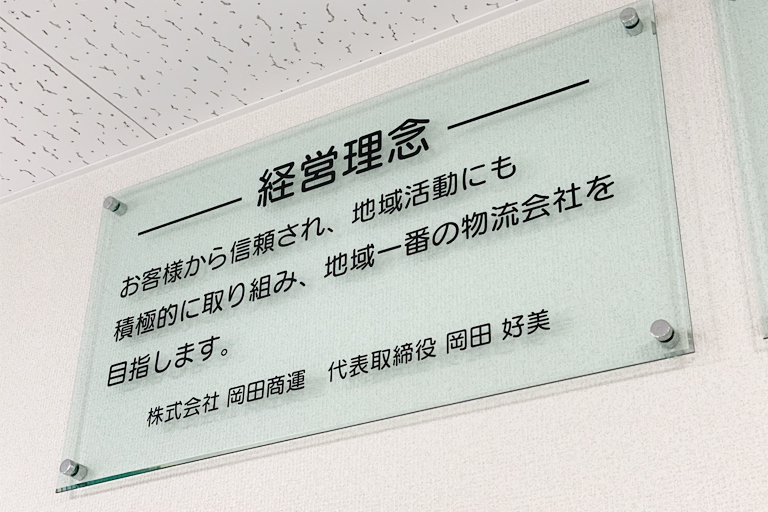 経営理念
お客様から信頼され、地域活動にも
積極的に取り組み、地域一番の物流会社を
目指します。
株式会社 岡田商運 代表取締役 岡田 好美